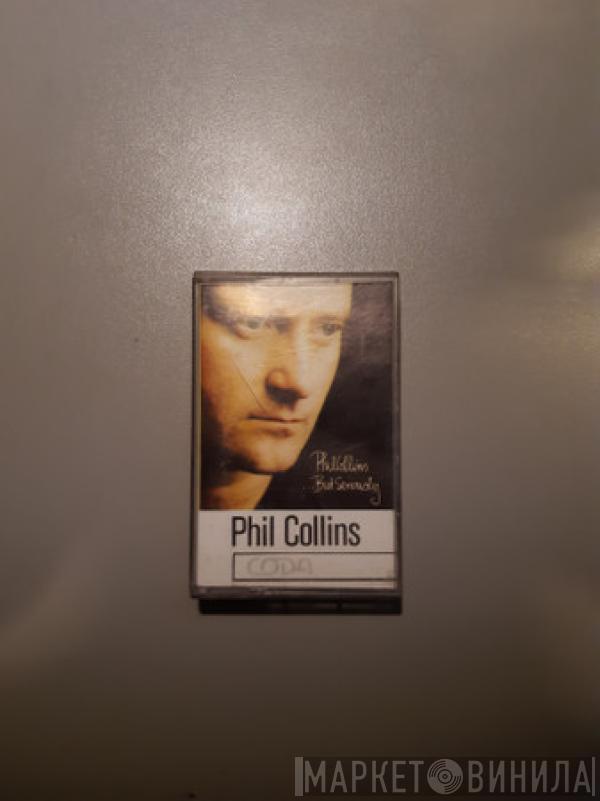 Phil Collins
...But Seriously
Phil Collins
CODA
МАРКЕТ ВИНИЛА